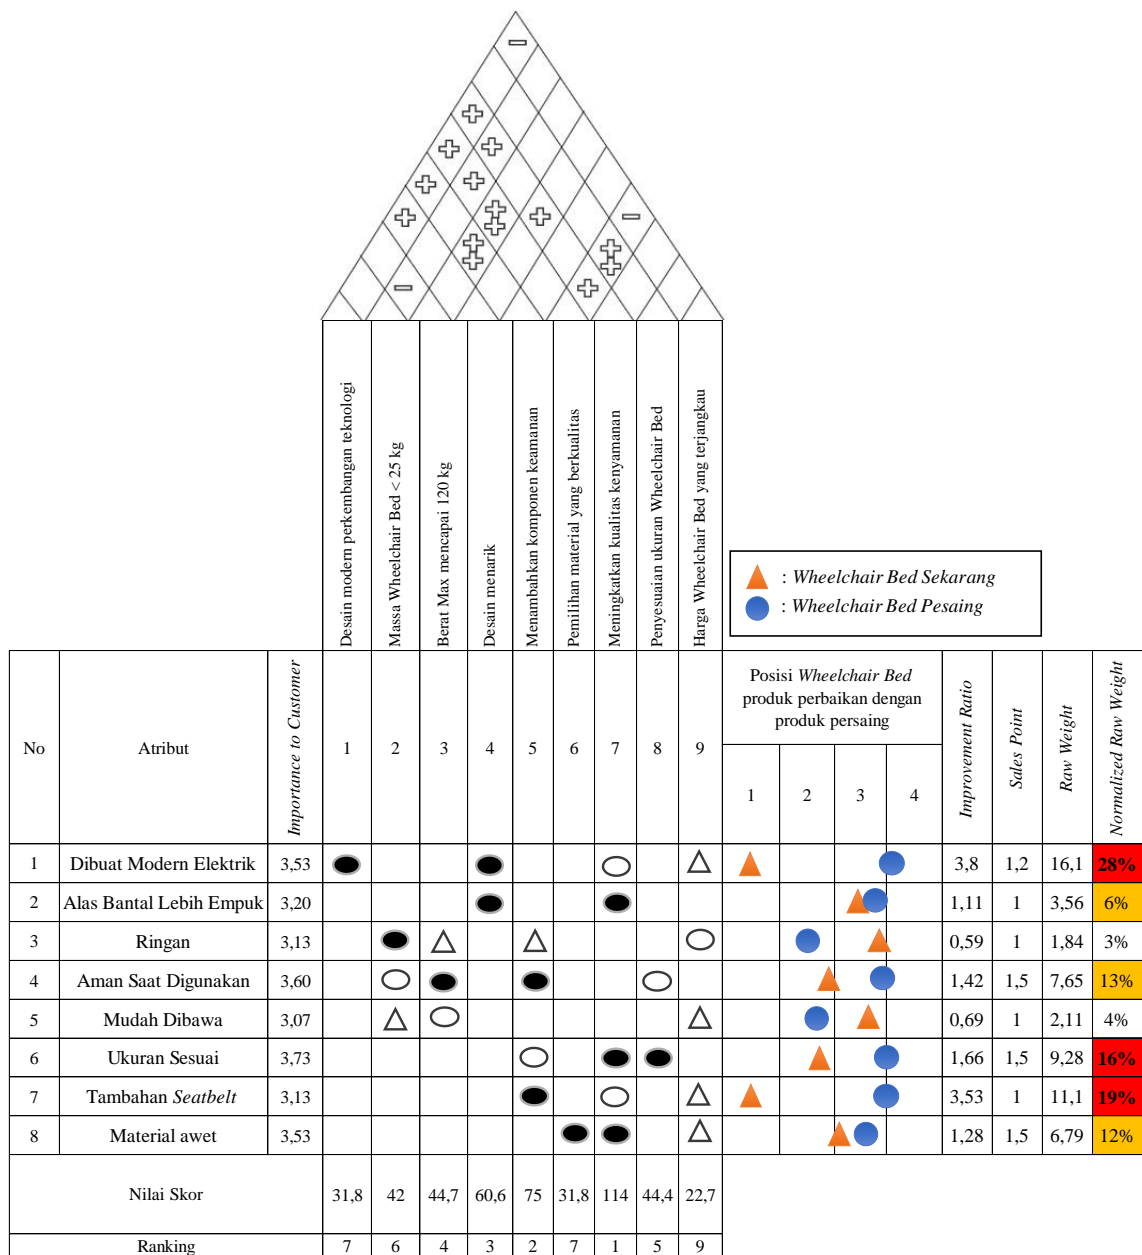 Desain modern perkembangan teknologi
Massa Wheelchair Bed < 25 kg
Berat Max mencapai 120 kg
Desain menarik
Menambahkan komponen keamanan
Pemilihan material yang berkualitas
Meningkatkan kualitas kenyamanan
Penyesuaian ukuran Wheelchair Bed
Harga Wheelchair Bed yang terjangkau
: Wheelchair Bed Sekarang
: Wheelchair Bed Pesaing
No Atribut Importance to Customer 1 2 3 4 5 6 7 8 9
Posisi Wheelchair Bed
produk perbaikan dengan
produk persaing
1 2 3 4
Improvement Ratio
Sales Point
Raw Weight
Normalized Raw Weight
1 Dibuat Modern Elektrik 3,53 3,8 1,2 16,1 28%
2 Alas Bantal Lebih Empuk 3,20 1,11 1 3,56 6%
3 Ringan 3,13 0,59 1 1,84 3%
4 Aman Saat Digunakan 3,60 1,42 1,5 7,65 13%
5 Mudah Dibawa 3,07 0,69 1 2,11 4%
6 Ukuran Sesuai 3,73 1,66 1,5 9,28 16%
7 Tambahan Seatbelt 3,13 3,53 1 11,1 19%
8 Material awet 3,53 1,28 1,5 6,79 12%
Nilai Skor 31,8 42 44,7 60,6 75 31,8 114 44,4 22,7
Ranking 7 6 4 3 2 7 1 5 9